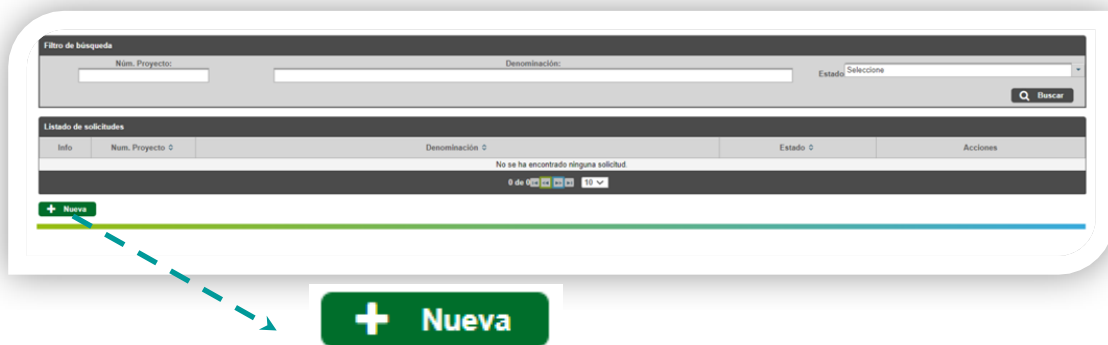 Filtro de búsqueda
Núm. Proyecto: Denominación: Estado Seleccione
Buscar
Listado de solicitudes
Info Num. Proyecto Denominación Estado Acciones
No se ha encontrado ninguna solicitud.
0 de 0 10
+ Nueva
+ Nueva